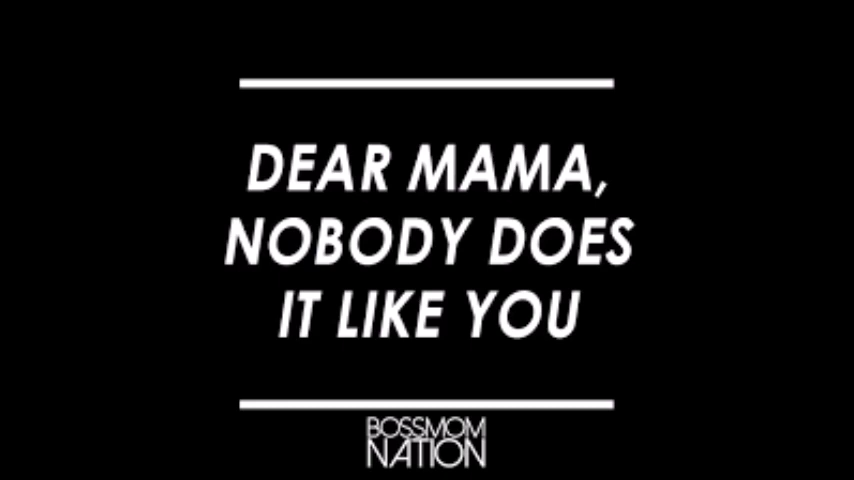 DEAR MAMA,
NOBODY DOES
IT LIKE YOU
BOSSMOM
NATION